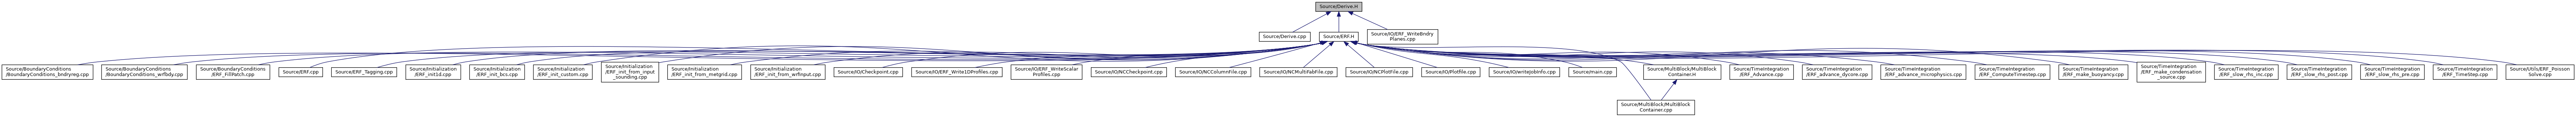 Source/Derive.H
Source/Derive.cpp
Source/ERF.H
Source/IO/ERF_WriteBndry
Planes.cpp
Source/BoundaryConditions
/BoundaryConditions_bndryreg.cpp
Source/BoundaryConditions
/BoundaryConditions_wrfbdy.cpp
Source/BoundaryConditions
/ERF_FillPatch.cpp
Source/ERF.cpp
Source/ERF_Tagging.cpp
Source/Initialization
/ERF_init1d.cpp
Source/Initialization
/ERF_init_bcs.cpp
Source/Initialization
/ERF_init_custom.cpp
Source/Initialization
/ERF_init_from_input
_sounding.cpp
Source/Initialization
/ERF_init_from_metgrid.cpp
Source/Initialization
/ERF_init_from_wrfinput.cpp
Source/IO/Checkpoint.cpp
Source/IO/ERF_Write1DProfiles.cpp
Source/IO/ERF_WriteScalar
Profiles.cpp
Source/IO/NCCheckpoint.cpp
Source/IO/NCColumnFile.cpp
Source/IO/NCMultiFabFile.cpp
Source/IO/NCPlotFile.cpp
Source/IO/Plotfile.cpp
Source/IO/writeJobInfo.cpp
Source/main.cpp
Source/MultiBlock/MultiBlock
Container.H
Source/TimeIntegration
/ERF_Advance.cpp
Source/TimeIntegration
/ERF_advance_dycore.cpp
Source/TimeIntegration
/ERF_advance_microphysics.cpp
Source/TimeIntegration
/ERF_ComputeTimestep.cpp
Source/TimeIntegration
/ERF_make_buoyancy.cpp
Source/TimeIntegration
/ERF_make_condensation
_source.cpp
Source/TimeIntegration
/ERF_slow_rhs_inc.cpp
Source/TimeIntegration
/ERF_slow_rhs_post.cpp
Source/TimeIntegration
/ERF_slow_rhs_pre.cpp
Source/TimeIntegration
/ERF_TimeStep.cpp
Source/Utils/ERF_Poisson
Solve.cpp
Source/MultiBlock/MultiBlock
Container.cpp